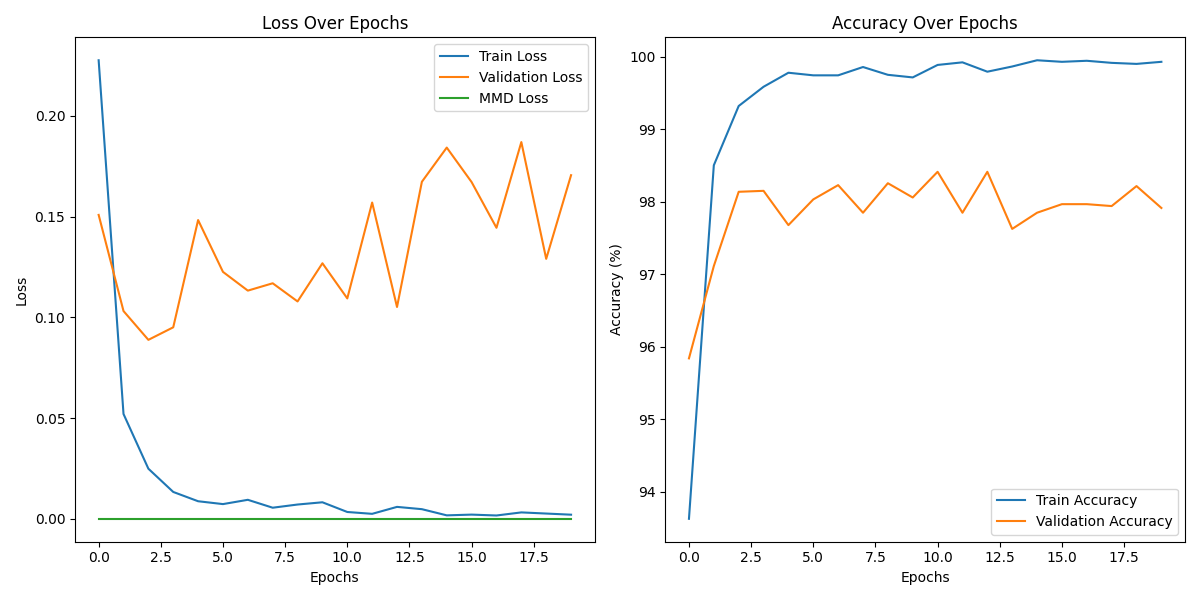 Loss Over Epochs
Train Loss
Validation Loss
MMD Loss
0.20
0.15
0.10
0.05
0.00
Loss
0.0 2.5 5.0 7.5 10.0 12.5 15.0 17.5
Epochs
Accuracy Over Epochs
100
99
98
97
96
95
94
Accuracy (%)
Train Accuracy
Validation Accuracy
0.0 2.5 5.0 7.5 10.0 12.5 15.0 17.5
Epochs